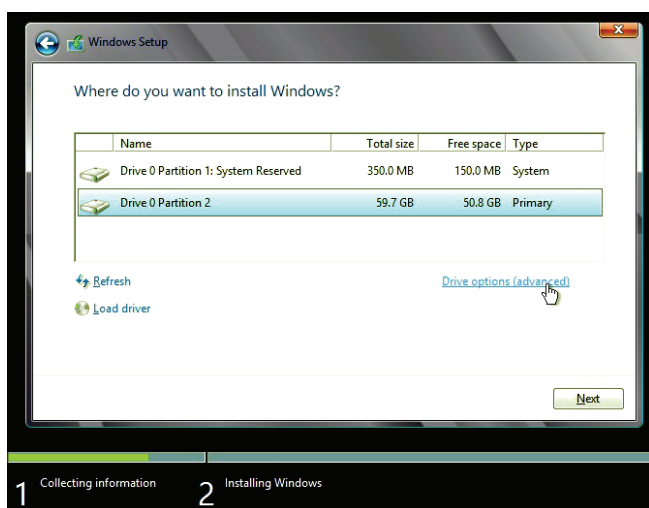 Windows Setup
Where do you want to install Windows?
Name Total size Free space Type
Drive 0 Partition 1: System Reserved 350.0 MB 150.0 MB System
Drive 0 Partition 2 59.7 GB 50.8 GB Primary
Refresh Drive options (advanced)
Load driver
Next
1 Collecting information 2 Installing Windows